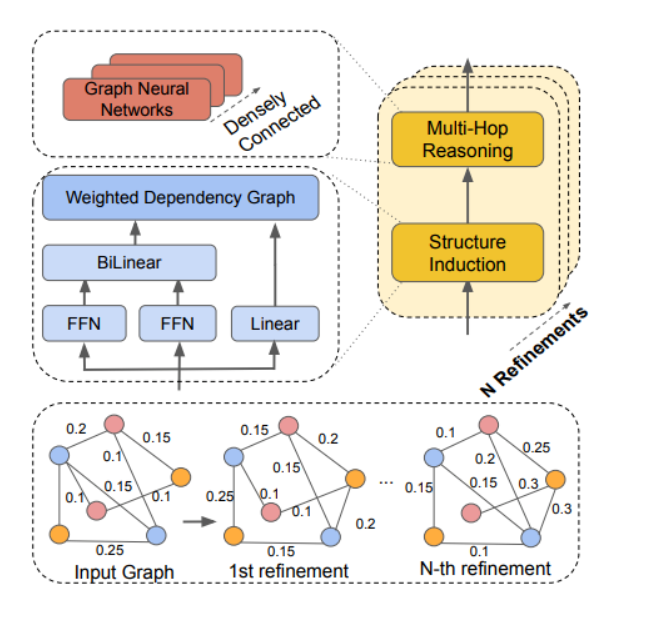 Graph Neural
Networks
Densely
Connected
Multi-Hop
Reasoning
Weighted Dependency Graph
BiLinear
Structure
Induction
FFN
FFN
Linear
N Refinements
0.2
0.15
0.1
0.1
0.15
0.1
0.25
Input Graph
0.15
0.2
0.15
0.25
0.1
0.1
0.2
0.15
1st refinement
...
0.1
0.25
0.2
0.15
0.15
0.3
0.3
0.1
N-th refinement